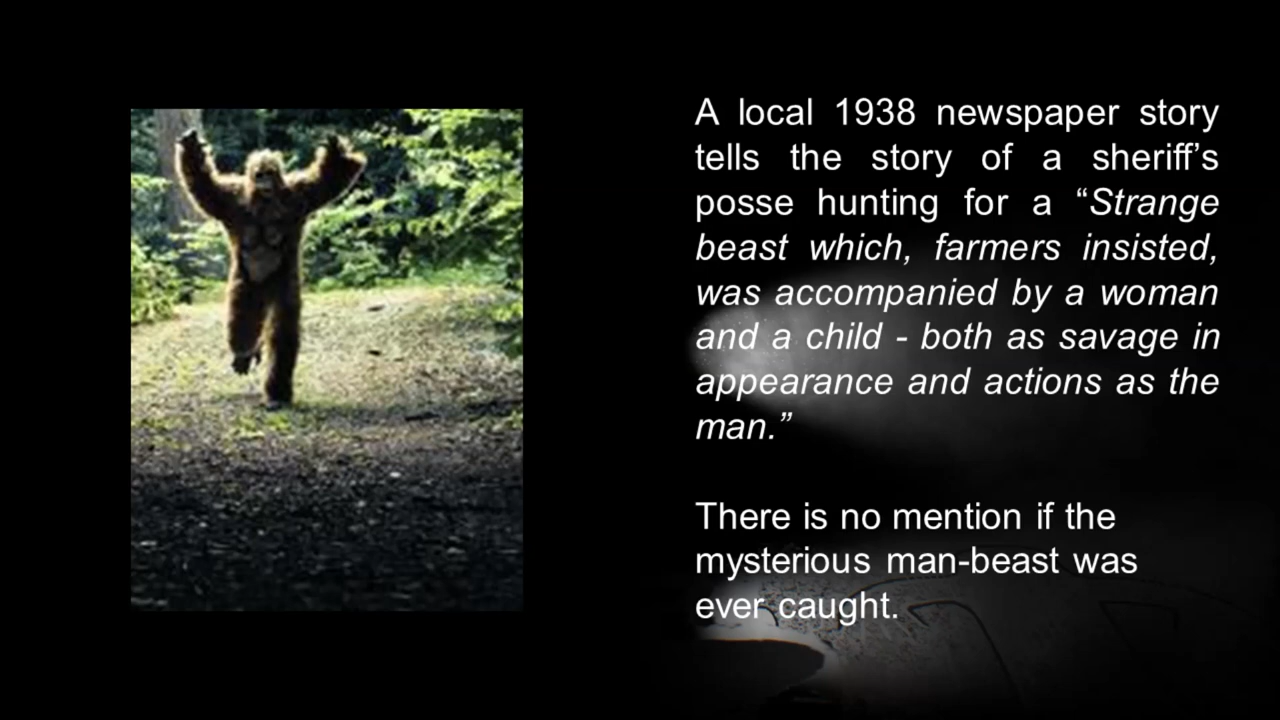 A local 1938 newspaper story
tells the story of a sheriff’s
posse hunting for a “Strange
beast which, farmers insisted,
was accompanied by a woman
and a child - both as savage in
appearance and actions as the
man.”
There is no mention if the
mysterious man-beast was
ever caught.